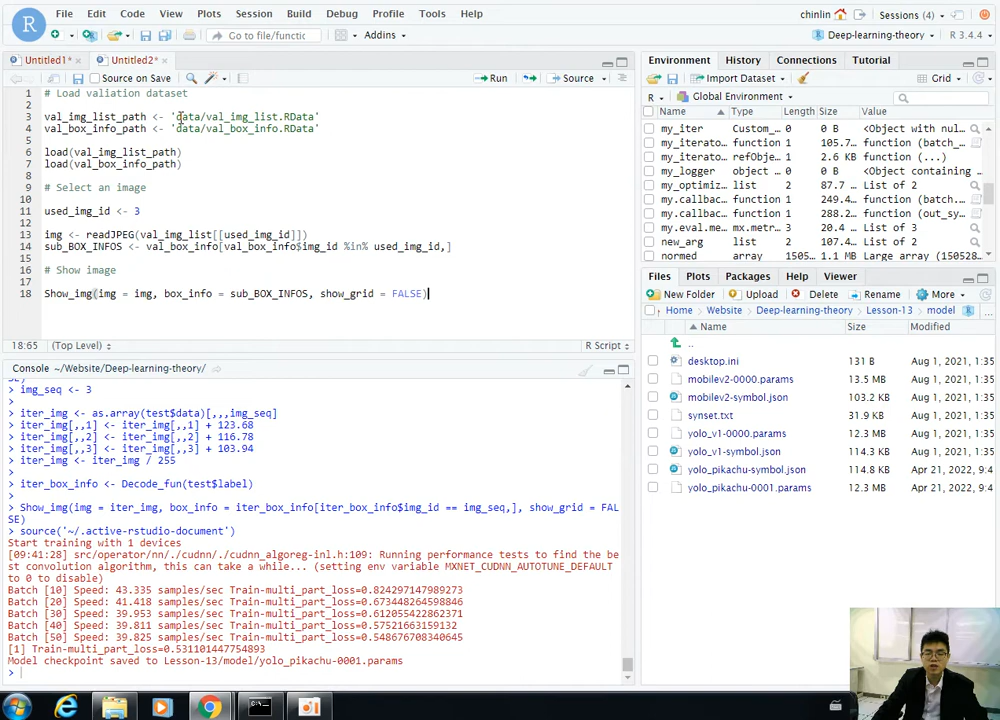 File Edit Code View Plots Session Build Debug Profile Tools Help
chinlin
Sessions (4)
Go to file/functic
Addins
Deep-learning-theory
R 3.4.4
Untitled1*
Untitled2*
Source on Save
Run
Source
1 # Load valiation dataset
2
3 val_img_list_path <- 'data/val_img_list.RData'
4 val_box_info_path <- 'data/val_box_info.RData'
5
6 load(val_img_list_path)
7 load(val_box_info_path)
8
9 # Select an image
10
11 used_img_id <- 3
12
13 img <- readJPEG(val_img_list[[used_img_id]])
14 sub_BOX_INFOS <- val_box_info[val_box_info$img_id %in% used_img_id,]
15
16 # Show image
17
18 Show_img(img = img, box_info = sub_BOX_INFOS, show_grid = FALSE)
18:65 (Top Level) R Script
Console ~/Website/Deep-learning-theory/
SE)
> img_seq <- 3
>
> iter_img <- as.array(test$data)[,,,img_seq]
> iter_img[,,1] <- iter_img[,,1] + 123.68
> iter_img[,,2] <- iter_img[,,2] + 116.78
> iter_img[,,3] <- iter_img[,,3] + 103.94
> iter_img <- iter_img / 255
>
> iter_box_info <- Decode_fun(test$label)
>
> Show_img(img = iter_img, box_info = iter_box_info[iter_box_info$img_id == img_seq,], show_grid = FAL
SE)
> source('~/.active-rstudio-document')
Start training with 1 devices
[09:41:28] src/operator/nn/./cudnn/./cudnn_algoreg-inl.h:109: Running performance tests to find the be
st convolution algorithm, this can take a while... (setting env variable MXNET_CUDNN_AUTOTUNE_DEFAULT
to 0 to disable)
Batch [10] Speed: 43.335 samples/sec Train-multi_part_loss=0.824297147989273
Batch [20] Speed: 41.418 samples/sec Train-multi_part_loss=0.673448264598846
Batch [30] Speed: 39.953 samples/sec Train-multi_part_loss=0.612055422862371
Batch [40] Speed: 39.811 samples/sec Train-multi_part_loss=0.57521663159132
Batch [50] Speed: 39.825 samples/sec Train-multi_part_loss=0.548676708340645
[1] Train-multi_part_loss=0.531101447754893
Model checkpoint saved to Lesson-13/model/yolo_pikachu-0001.params
>
Environment History Connections Tutorial
Import Dataset
Grid
R Global Environment
Name Type Length Size Value
my_iter Custom_… 0 0 B <Object with nul…
my_iterato… function 1 105.7… function (batch_…
my_iterato… refObje… 1 2.6 KB function (...)
my_logger object … 1 0 B <Object containing …
my_optimiz… list 2 87.7 … List of 2
my.callbac… function 1 249.4… function (batch.…
my.callbac… function 1 288.2… function (out_sy…
my.eval.me… mx.metr… 3 20.4 … List of 3
new_arg list 2 107.4… List of 2
normed array 1505… 1.1 MB Large array (150528…
Files Plots Packages Help Viewer
New Folder Upload Delete Rename More
Home Website Deep-learning-theory Lesson-13 model
Name Size Modified
..
desktop.ini 131 B Aug 1, 2021, 1:35
mobilev2-0000.params 13.5 MB Aug 1, 2021, 1:35
mobilev2-symbol.json 103.2 KB Aug 1, 2021, 1:35
synset.txt 31.9 KB Aug 1, 2021, 1:35
yolo_v1-0000.params 12.3 MB Aug 1, 2021, 1:35
yolo_v1-symbol.json 114.3 KB Aug 1, 2021, 1:35
yolo_pikachu-symbol.json 114.8 KB Apr 21, 2022, 9:4
yolo_pikachu-0001.params 12.3 MB Apr 21, 2022, 9:4